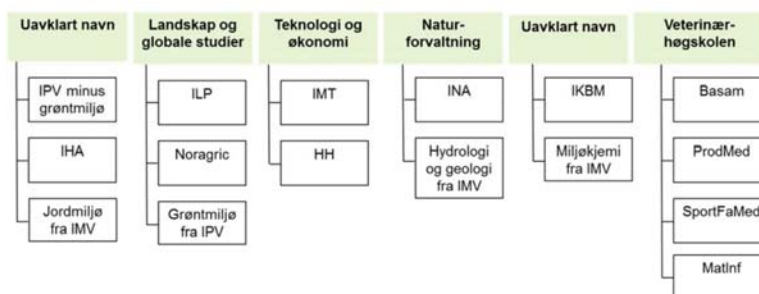 Uavklart navn
IPV minus
grøntmiljø
IHA
Jordmiljø
fra IMV
Landskap og
globale studier
ILP
Noragric
Grøntmiljø
fra IPV
Teknologi og
økonomi
IMT
HH
Natur-
forvaltning
INA
Hydrologi
og geologi
fra IMV
Uavklart navn
IKBM
Miljøkjemi
fra IMV
Veterinær-
høgskolen
Basam
ProdMed
SportFaMed
MatInf